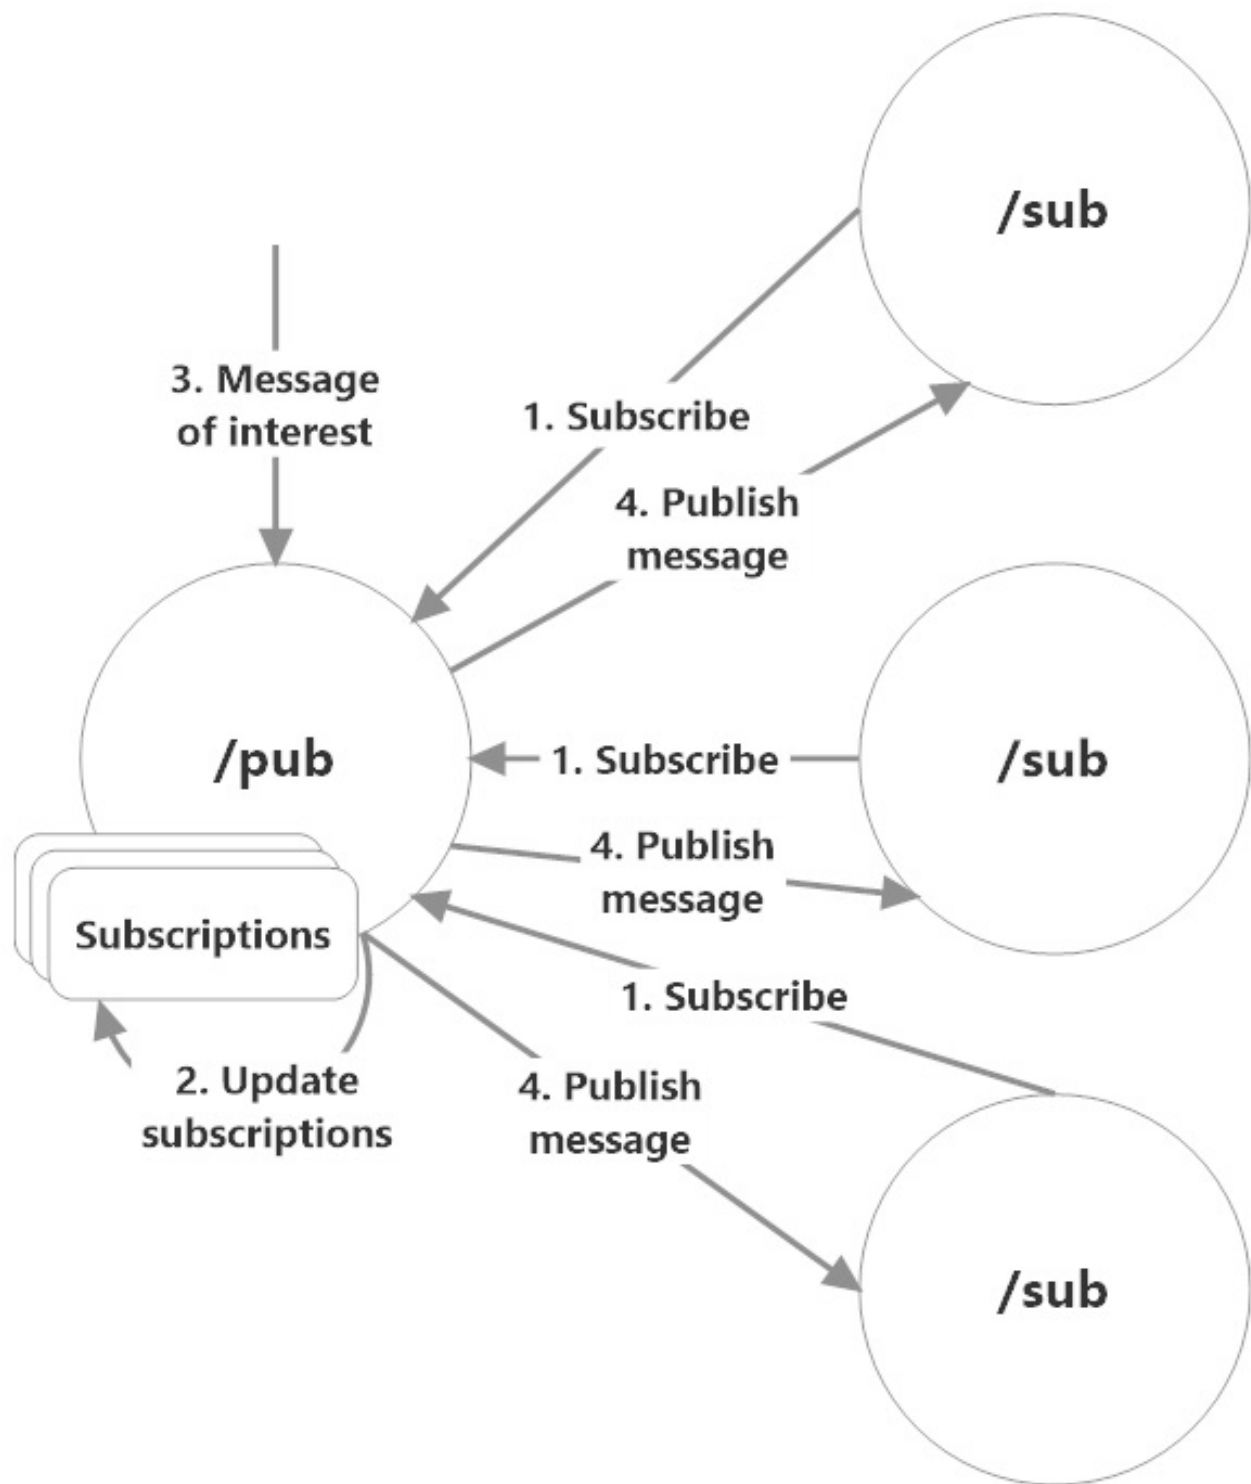 /sub
3. Message
of interest
1. Subscribe
4. Publish
message
/pub
1. Subscribe
/sub
4. Publish
message
Subscriptions
1. Subscribe
2. Update
subscriptions
4. Publish
message
/sub